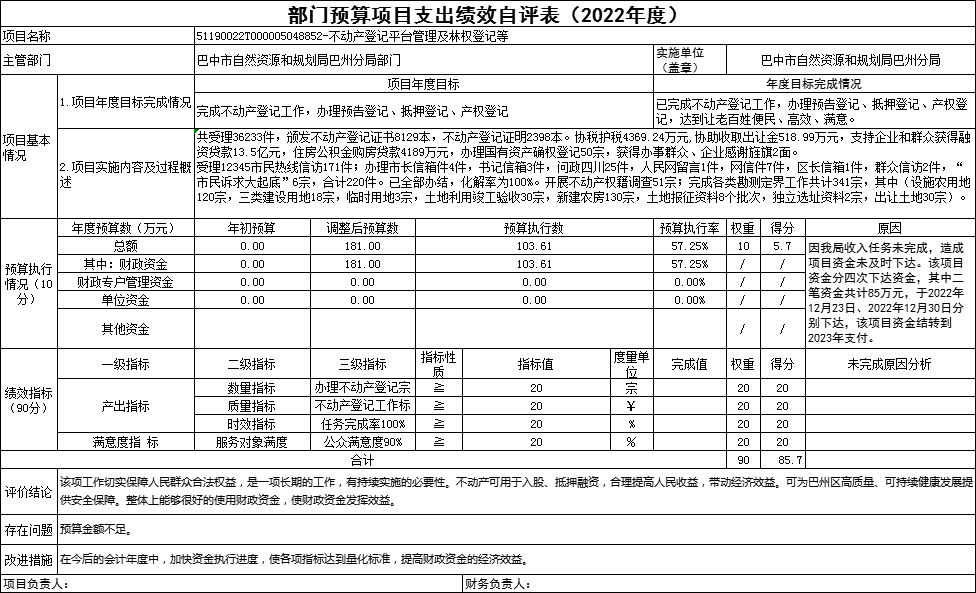 部门预算项目支出绩效自评表（2022年度）
项目名称 51190022T000005048852-不动产登记平台管理及林权登记等
主管部门 巴中市自然资源和规划局巴州分局部门 实施单位（盖章） 巴中市自然资源和规划局巴州分局
项目基本情况 1.项目年度目标完成情况 项目年度目标 年度目标完成情况
完成不动产登记工作，办理预告登记、抵押登记、产权登记
已完成不动产登记工作，办理预告登记、抵押登记、产权登
记，达到让老百姓便民、高效、满意。
2.项目实施内容及过程概述
共受理36233件，颁发不动产登记证书8129本，不动产登记证明2398本。协税护税4369.24万元,协助收取出让金518.99万元，支持企业和群众获得融
资贷款13.5亿元，住房公积金购房贷款4189万元，办理国有资产确权登记50宗，获得办事群众、企业感谢旌旗2面。
受理12345市民热线信访171件；办理市长信箱件4件，书记信箱3件，问政四川25件，人民网留言1件，网信件7件，区长信箱1件，群众信访2件，“
市民诉求大起底”6宗，合计220件。已全部办结，化解率为100%。开展不动产权籍调查51宗；完成各类勘测定界工作共计341宗，其中（设施农用地
120宗，三类建设用地18宗，临时用地3宗，土地利用竣工验收30宗，新建农房130宗，土地报征资料8个批次，独立选址资料2宗，出让土地30宗）。
预算执行情况（10分） 年度预算数（万元） 年初预算 调整后预算数 预算执行数 预算执行率 权重 得分 原因
总额 0.00 181.00 103.61 57.25% 10 5.7
其中：财政资金 0.00 181.00 103.61 57.25% / /
财政专户管理资金 0.00 0.00 0.00 0.00% / /
单位资金 0.00 0.00 0.00 0.00% / /
其他资金 / /
因我局收入任务未完成，造成
项目资金未及时下达。该项目
资金分四次下达资金，其中二
笔资金共计85万元，于2022年
12月23日、2022年12月30日分
别下达，该项目资金结转到
2023年支付。
绩效指标（90分） 一级指标 二级指标 三级指标 指标性质 指标值 度量单位 完成值 权重 得分 未完成原因分析
产出指标 数量指标 办理不动产登记宗 ≧ 20 宗 20 20
质量指标 不动产登记工作标 ≧ 20 ￥ 20 20
时效指标 任务完成率100% ≧ 20 % 20 20
满意度指 标 服务对象满度 公众满意度90% ≧ 20 % 20 20
合计 90 85.7
评价结论 该项工作切实保障人民群众合法权益，是一项长期的工作，有持续实施的必要性。不动产可用于入股、抵押融资，合理提高人民收益，带动经济效益。可为巴州区高质量、可持续健康发展提
供安全保障。整体上能够很好的使用财政资金，使财政资金发挥效益。
存在问题 预算金额不足。
改进措施 在今后的会计年度中，加快资金执行进度，使各项指标达到量化标准，提高财政资金的经济效益。
项目负责人： 财务负责人：